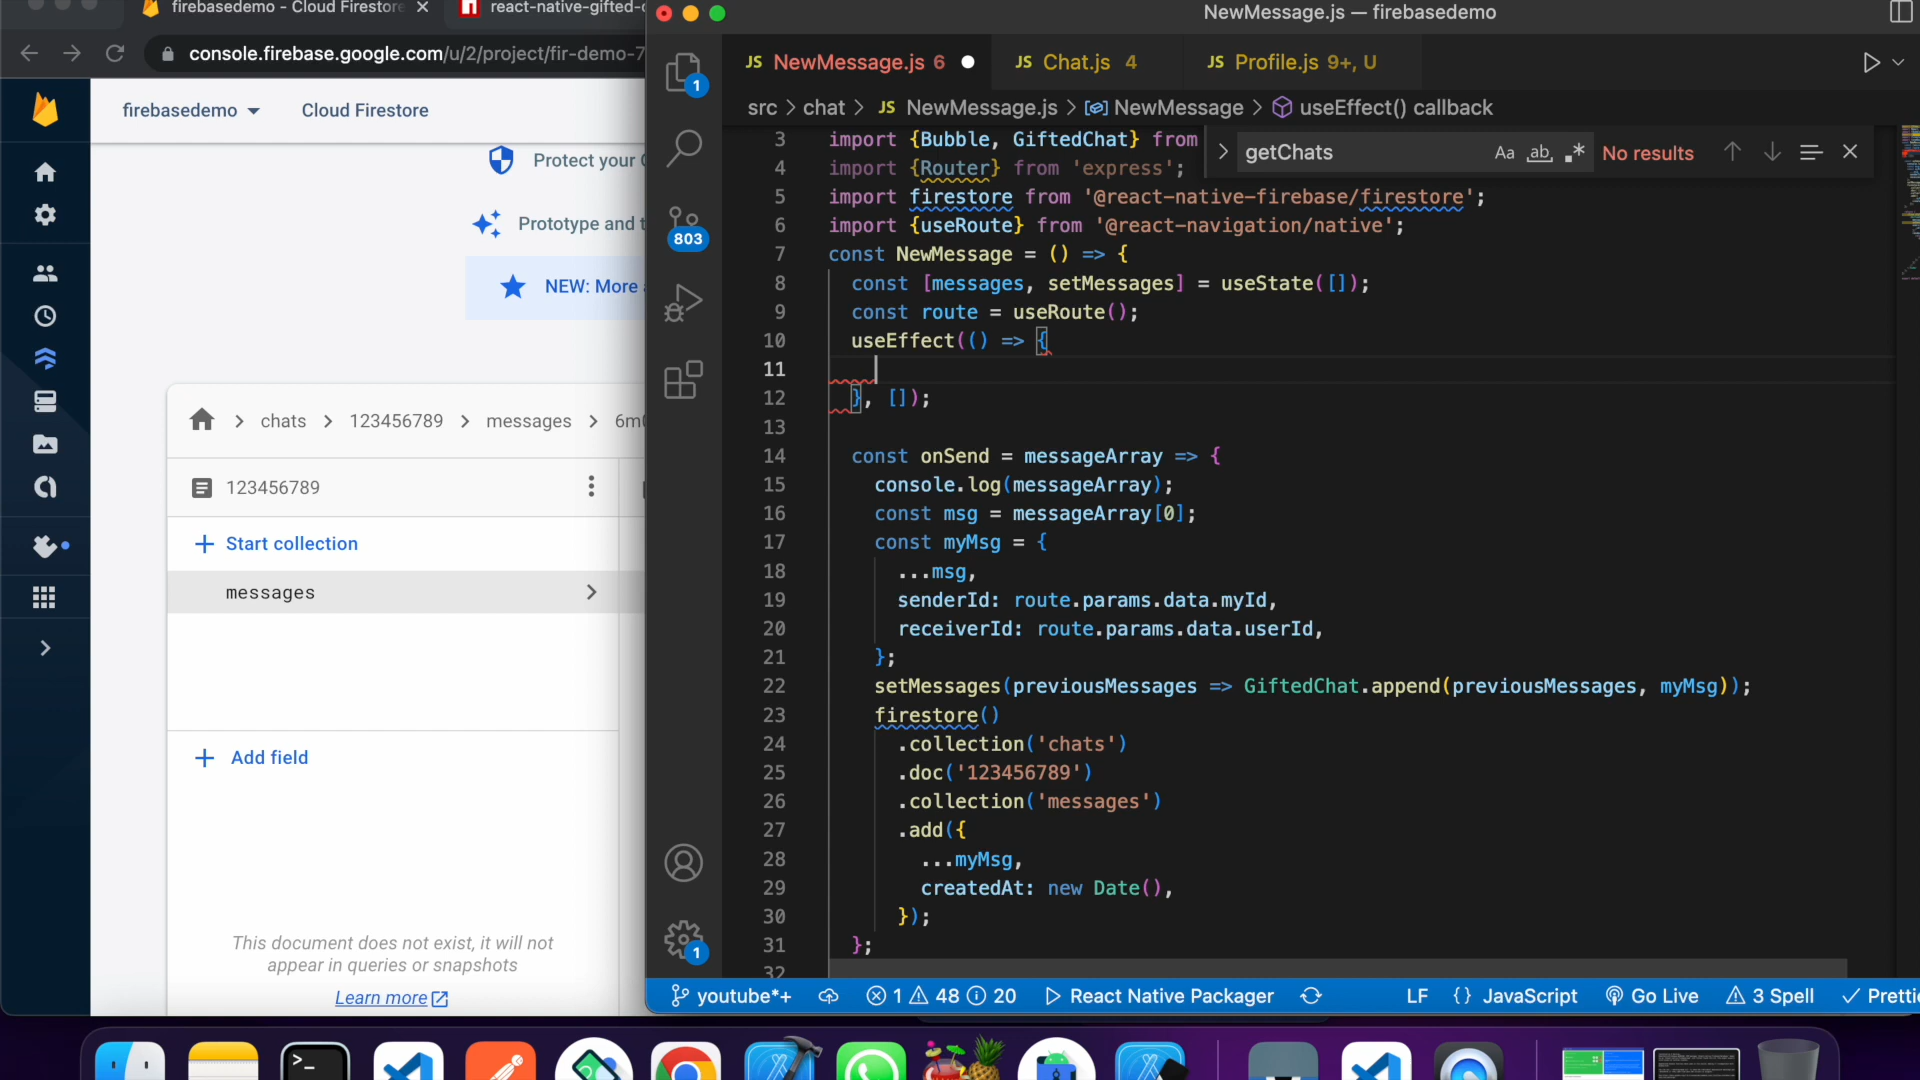 firebasedemo - Cloud Firestore
react-native-gifted-c
NewMessage.js — firebasedemo
console.firebase.google.com/u/2/project/fir-demo-7
firebasedemo
Cloud Firestore
Protect your
Prototype and t
NEW: More
chats
123456789
messages
6m
123456789
Start collection
messages
Add field
This document does not exist, it will not
appear in queries or snapshots
Learn more
1
803
1
JS NewMessage.js 6
JS Chat.js 4
JS Profile.js 9+, U
src > chat > JS NewMessage.js > NewMessage > useEffect() callback
getChats
Aa ab .*
No results
3 import {Bubble, GiftedChat} from
4 import {Router} from 'express';
5 import firestore from '@react-native-firebase/firestore';
6 import {useRoute} from '@react-navigation/native';
7 const NewMessage = () => {
8 const [messages, setMessages] = useState([]);
9 const route = useRoute();
10 useEffect(() => {
11
12 }, []);
13
14 const onSend = messageArray => {
15 console.log(messageArray);
16 const msg = messageArray[0];
17 const myMsg = {
18 ...msg,
19 senderId: route.params.data.myId,
20 receiverId: route.params.data.userId,
21 };
22 setMessages(previousMessages => GiftedChat.append(previousMessages, myMsg));
23 firestore()
24 .collection('chats')
25 .doc('123456789')
26 .collection('messages')
27 .add({
28 ...myMsg,
29 createdAt: new Date(),
30 });
31 };
32
youtube*+
1 48 20
React Native Packager
LF
{} JavaScript
Go Live
3 Spell
Pretti